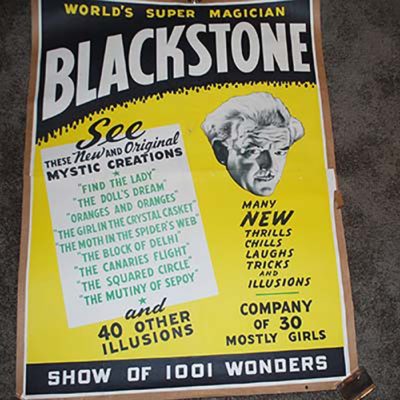 WORLD'S SUPER MAGICIAN
BLACKSTONE
See
THESE New AND Original
MYSTIC CREATIONS
"FIND THE LADY"
"THE DOLL'S DREAM"
"ORANGES AND ORANGES"
"THE GIRL IN THE CRYSTAL CASKET"
"THE MOTH IN THE SPIDER'S WEB"
"THE BLOCK OF DELHI"
"THE CANARIES FLIGHT"
"THE SQUARED CIRCLE"
"THE MUTINY OF SEPOY"
and
40 OTHER
ILLUSIONS
MANY
NEW
THRILLS
CHILLS
LAUGHS
TRICKS
AND
ILLUSIONS
COMPANY
OF 30
MOSTLY GIRLS
SHOW OF 1001 WONDERS